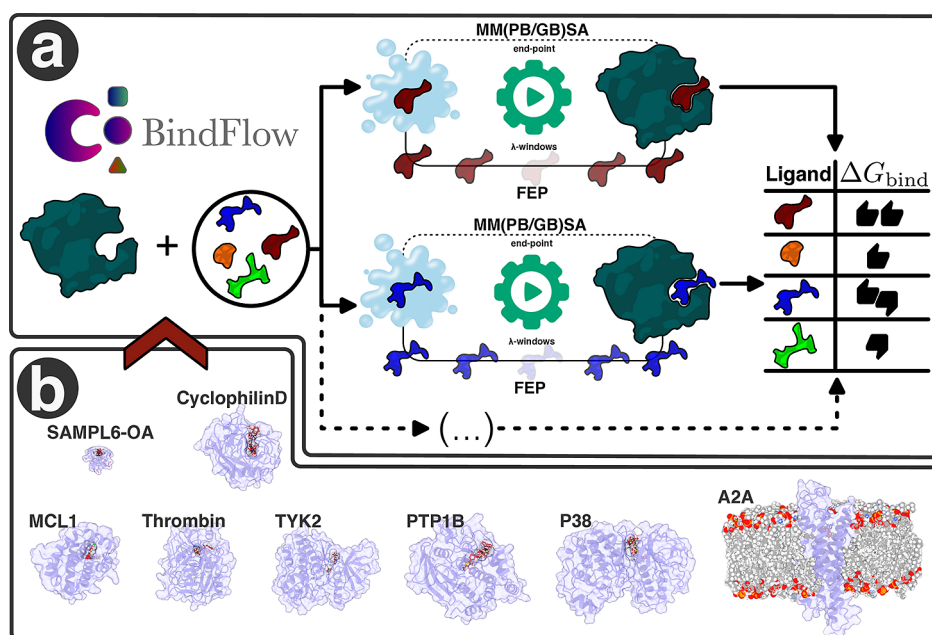 a
BindFlow
MM(PB/GB)SA
end-point
λ-windows
FEP
MM(PB/GB)SA
end-point
λ-windows
FEP
(...)
Ligand ΔG_bind
b
CyclophilinD
SAMPL6-OA
MCL1 Thrombin TYK2 PTP1B P38 A2A